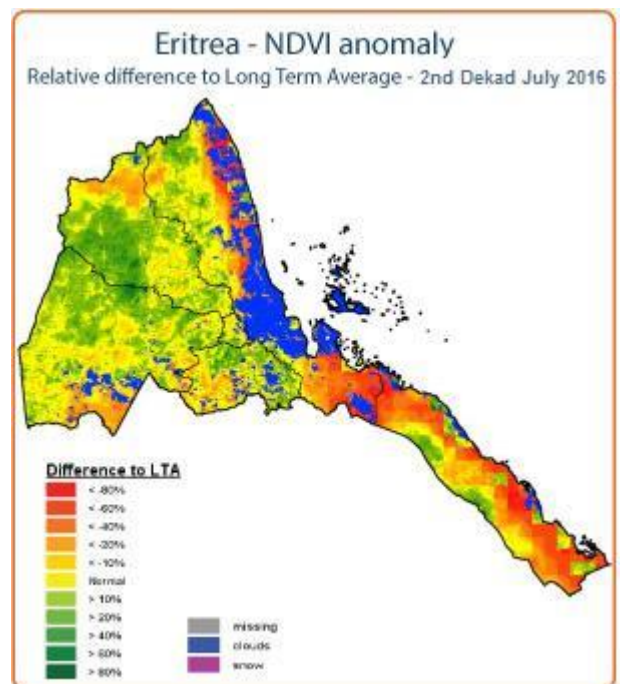 Eritrea - NDVI anomaly
Relative difference to Long Term Average - 2nd Dekad July 2016
Difference to LTA
< -80%
< -60%
< -40%
< -20%
< -10%
Normal
> 10%
> 20%
> 40%
> 60%
> 80%
missing
clouds
snow